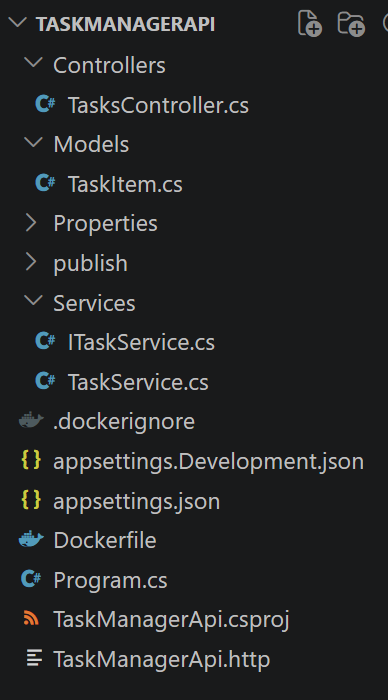 TASKMANAGERAPI
Controllers
C# TasksController.cs
Models
C# TaskItem.cs
Properties
publish
Services
C# ITaskService.cs
C# TaskService.cs
.dockerignore
{ } appsettings.Development.json
{ } appsettings.json
Dockerfile
C# Program.cs
TaskManagerApi.csproj
TaskManagerApi.http